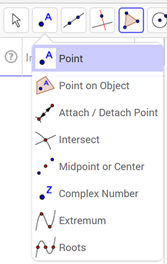 A
A
Point
Point on Object
Attach / Detach Point
Intersect
Midpoint or Center
Z
Complex Number
Extremum
Roots